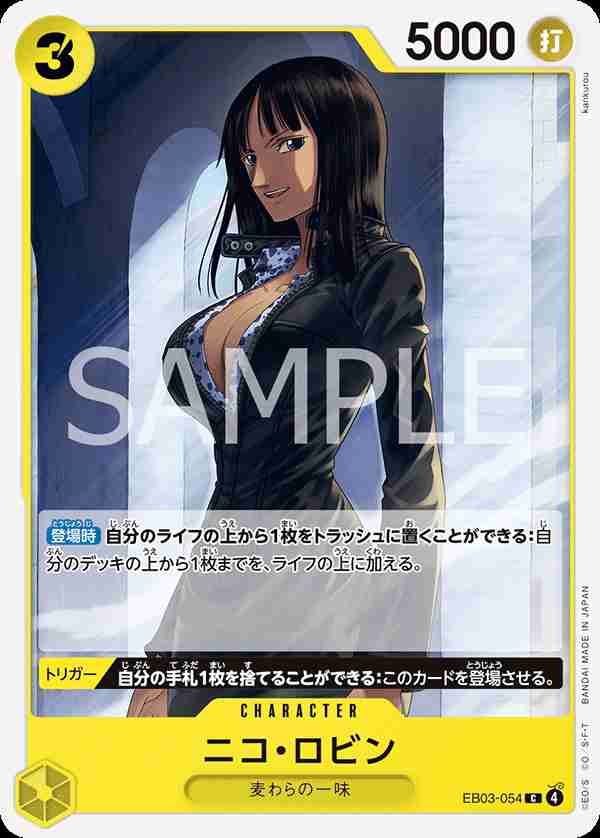 3
5000
打
kankurou
SAMPLE
登場時 自分のライフの上から1枚をトラッシュに置くことができる:自
分のデッキの上から1枚までを、ライフの上に加える。
トリガー 自分の手札1枚を捨てることができる:このカードを登場させる。
CHARACTER
ニコ・ロビン
麦わらの一味
EB03-054 C 4
©E.O/S ©O/S・F・T BANDAI MADE IN JAPAN